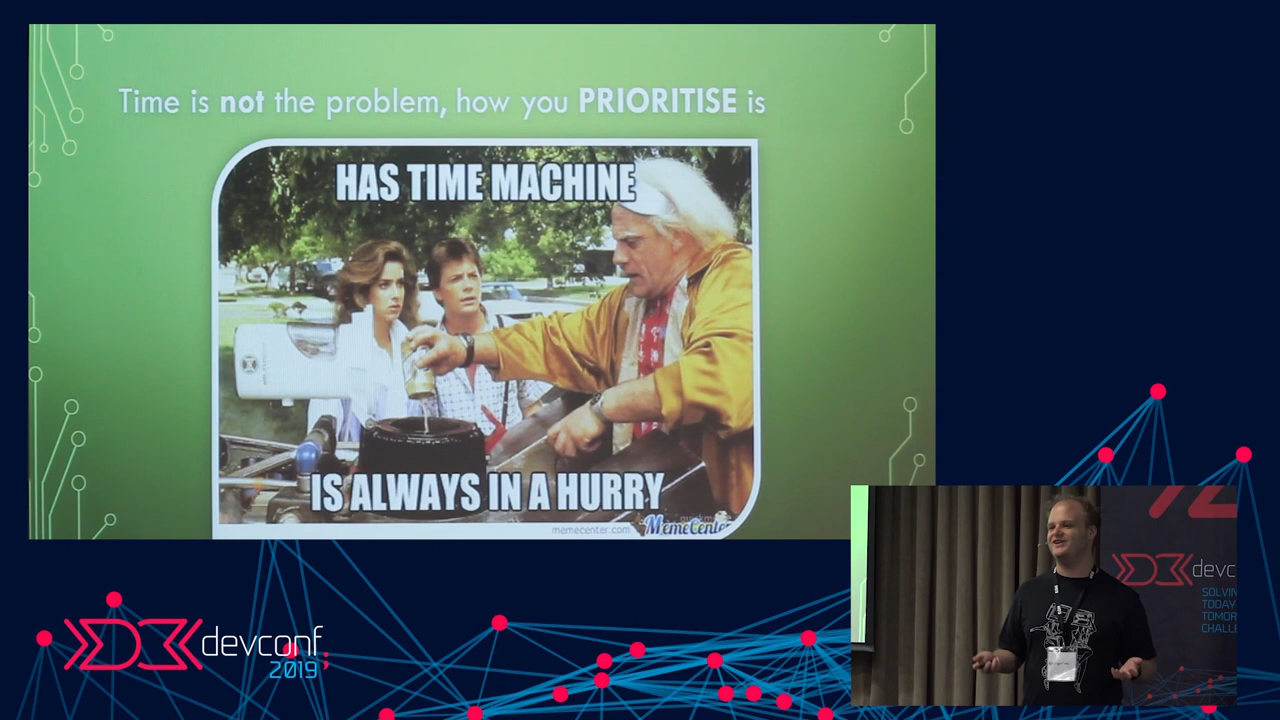 Time is not the problem, how you PRIORITISE is
HAS TIME MACHINE
IS ALWAYS IN A HURRY
memecenter.com
MemeCenter
devconf
2019
devc
SOLVIN
TODAY
TOMOR
CHALL